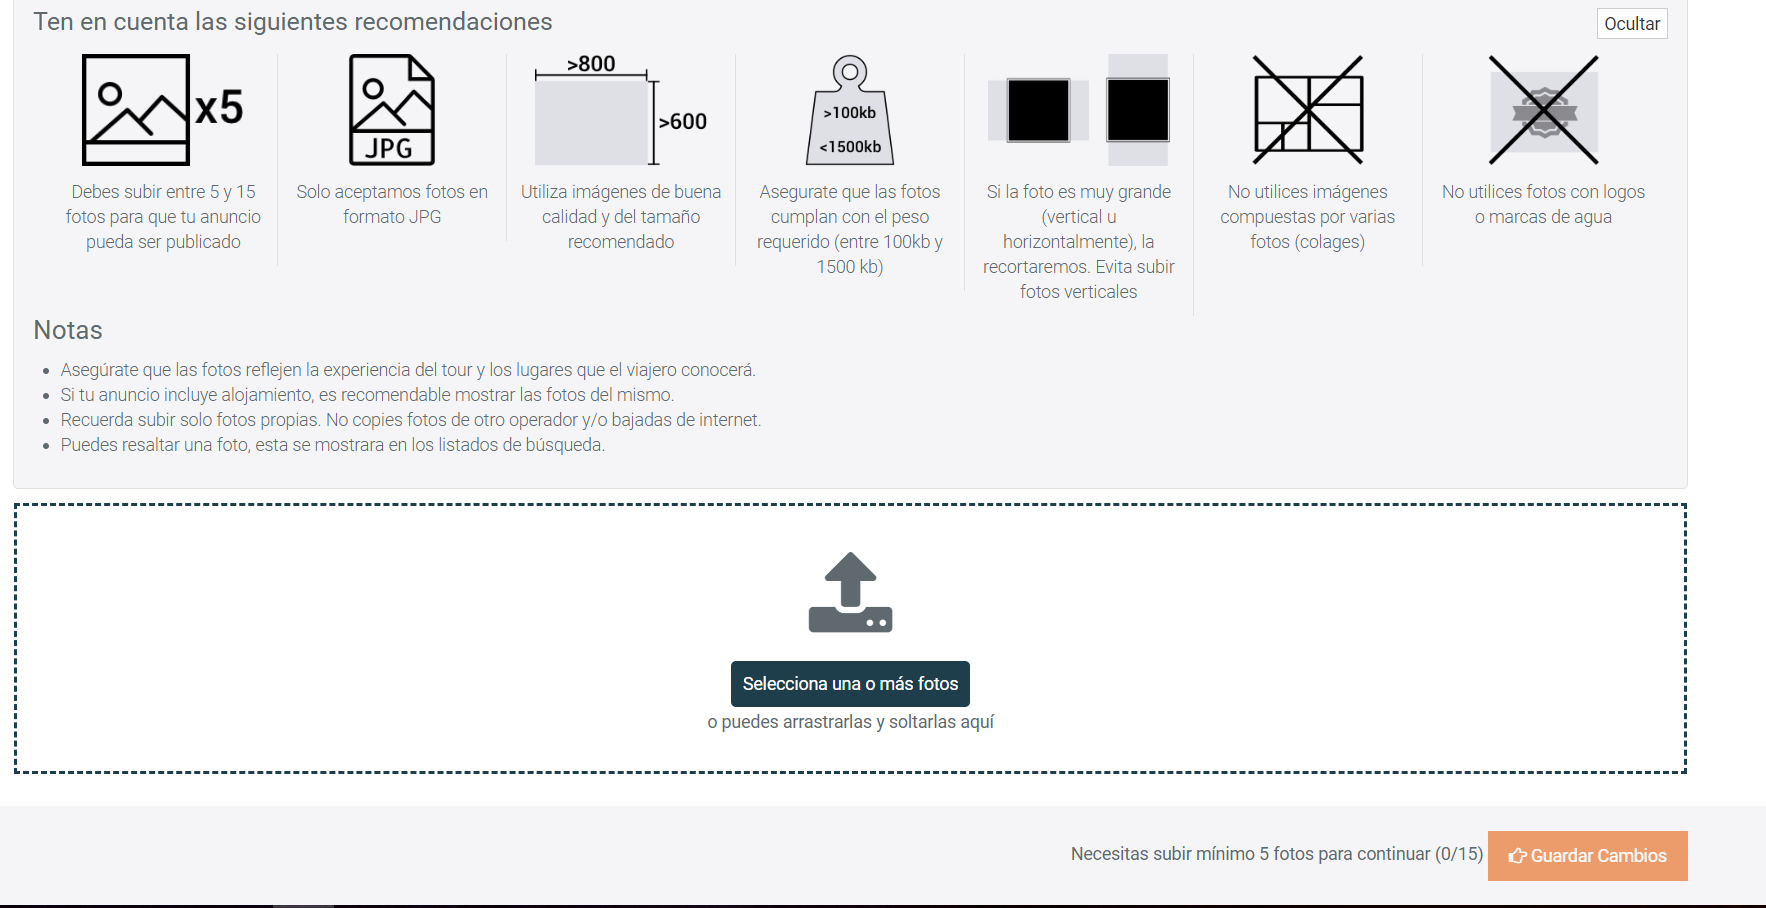 Ten en cuenta las siguientes recomendaciones
Ocultar
x5
Debes subir entre 5 y 15
fotos para que tu anuncio
pueda ser publicado
JPG
Solo aceptamos fotos en
formato JPG
>800
>600
Utiliza imágenes de buena
calidad y del tamaño
recomendado
>100kb
<1500kb
Asegurate que las fotos
cumplan con el peso
requerido (entre 100kb y
1500 kb)
Si la foto es muy grande
(vertical u
horizontalmente), la
recortaremos. Evita subir
fotos verticales
No utilices imágenes
compuestas por varias
fotos (colages)
No utilices fotos con logos
o marcas de agua
Notas
Asegúrate que las fotos reflejen la experiencia del tour y los lugares que el viajero conocerá.
Si tu anuncio incluye alojamiento, es recomendable mostrar las fotos del mismo.
Recuerda subir solo fotos propias. No copies fotos de otro operador y/o bajadas de internet.
Puedes resaltar una foto, esta se mostrara en los listados de búsqueda.
Selecciona una o más fotos
o puedes arrastrarlas y soltarlas aquí
Necesitas subir mínimo 5 fotos para continuar (0/15)
Guardar Cambios